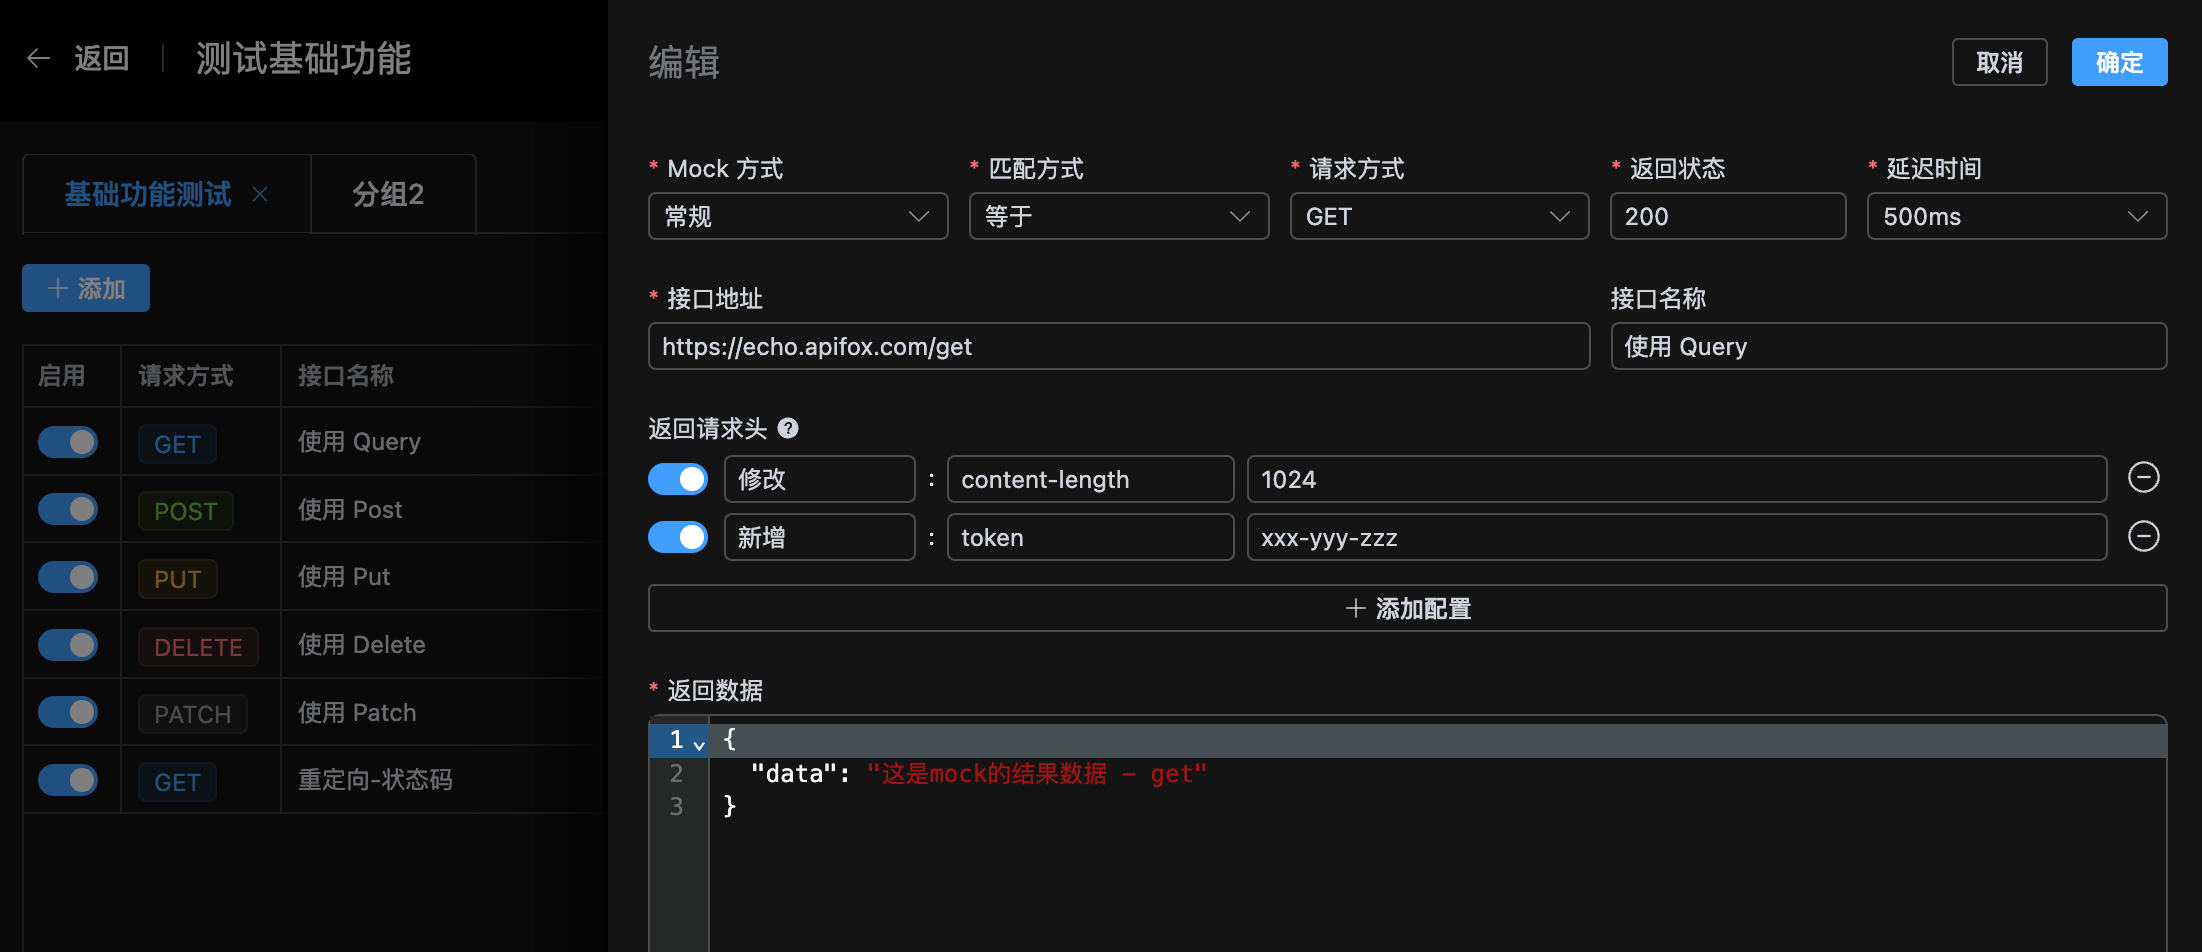 返回
测试基础功能
基础功能测试
分组2
添加
启用 请求方式 接口名称
GET 使用 Query
POST 使用 Post
PUT 使用 Put
DELETE 使用 Delete
PATCH 使用 Patch
GET 重定向-状态码
编辑
取消
确定
* Mock 方式 * 匹配方式 * 请求方式 * 返回状态 * 延迟时间
常规 等于 GET 200 500ms
* 接口地址 接口名称
https://echo.apifox.com/get 使用 Query
返回请求头 ?
修改 : content-length 1024
新增 : token xxx-yyy-zzz
添加配置
* 返回数据
1 {
2 "data": "这是mock的结果数据 - get"
3 }